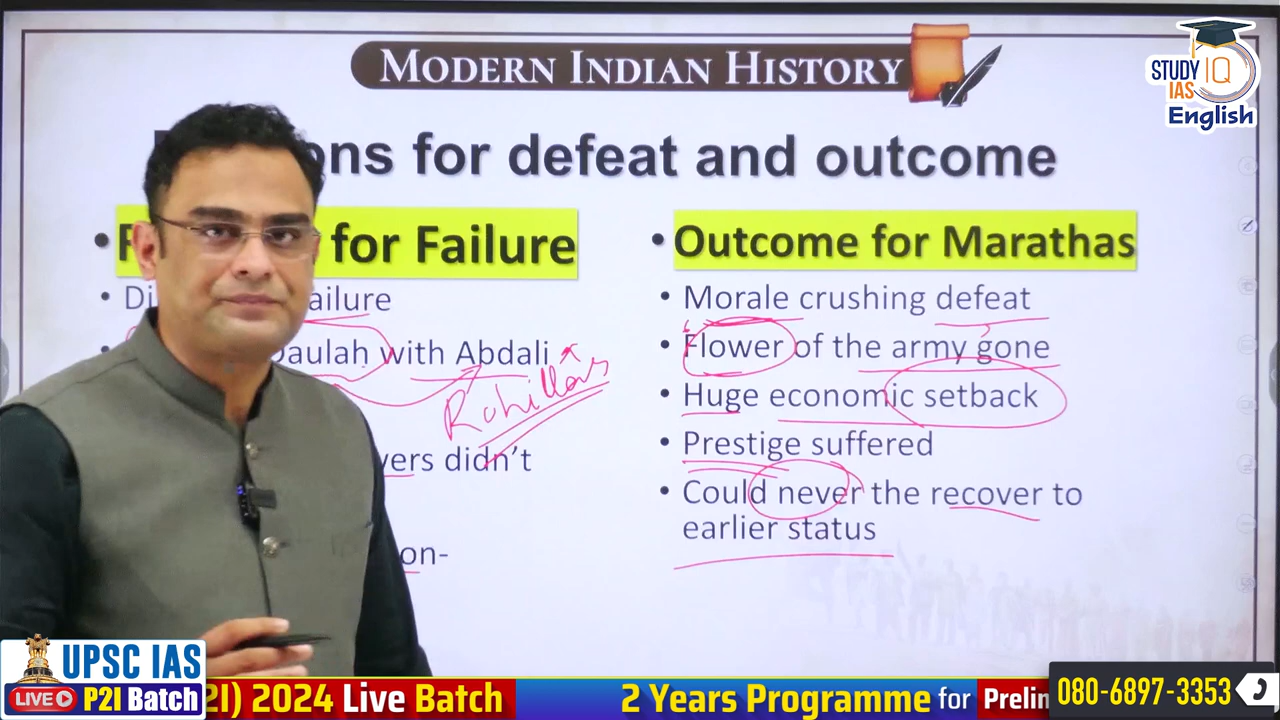 MODERN INDIAN HISTORY
STUDY IQ
IAS
English
for defeat and outcome
for Failure
• Outcome for Marathas
• ailure
Daulah with Abdali
Rohillas
didn't
on-
• Morale crushing defeat
• Flower of the army gone
• Huge economic setback
• Prestige suffered
• Could never the recover to
earlier status
UPSC IAS
LIVE P2I Batch
2I) 2024 Live Batch
2 Years Programme for Prelim
080-6897-3353